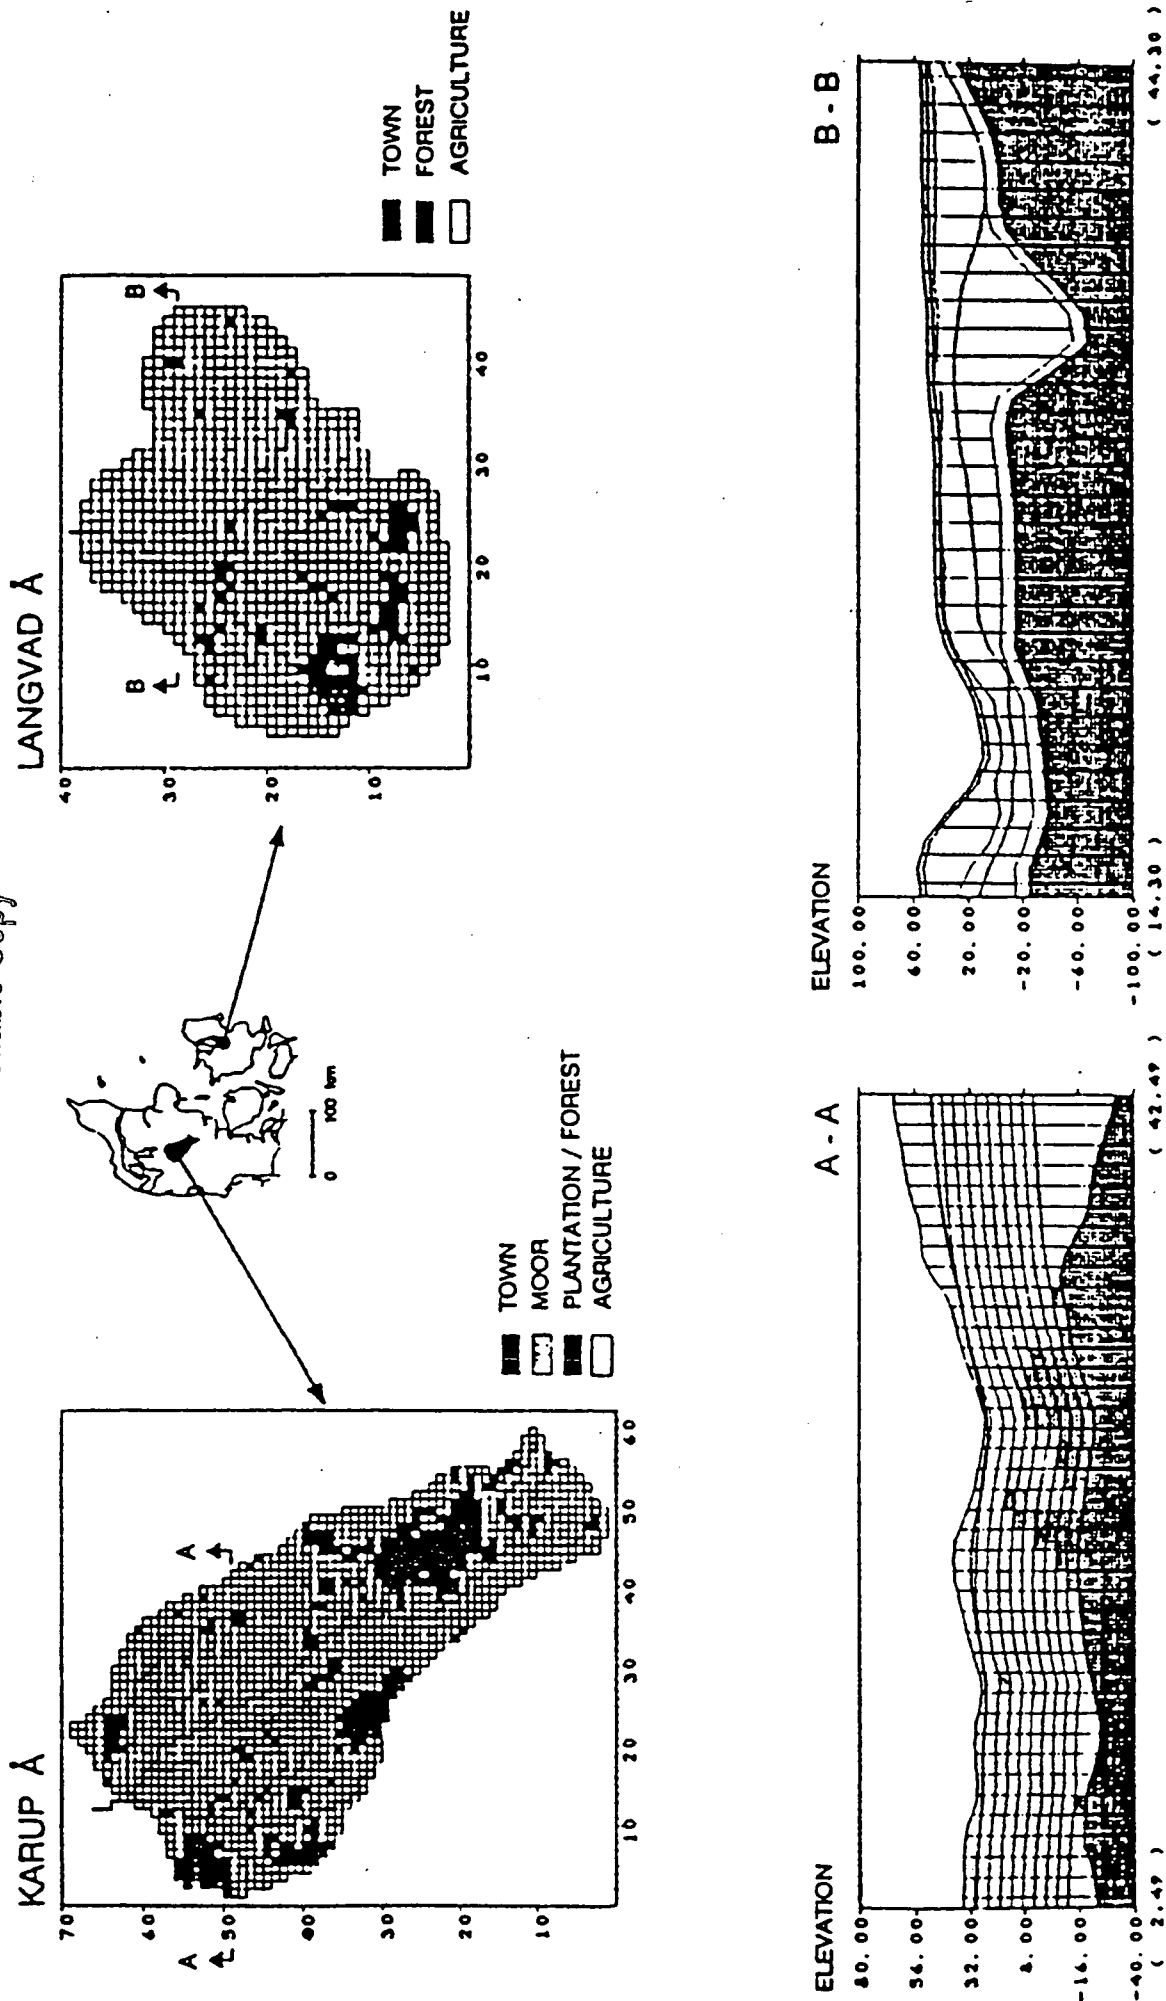 KARUP Å
70
60
50
40
30
20
10
10
20
30
40
50
60
A
A
TOWN
MOOR
PLANTATION / FOREST
AGRICULTURE
0
100 km
LANGVAD Å
40
30
20
10
10
20
30
40
B
B
TOWN
FOREST
AGRICULTURE
ELEVATION
A - A
80.00
56.00
32.00
8.00
-16.00
-40.00
( 2.49 )
( 42.49 )
ELEVATION
B - B
100.00
60.00
20.00
-20.00
-60.00
-100.00
( 14.30 )
( 44.30 )